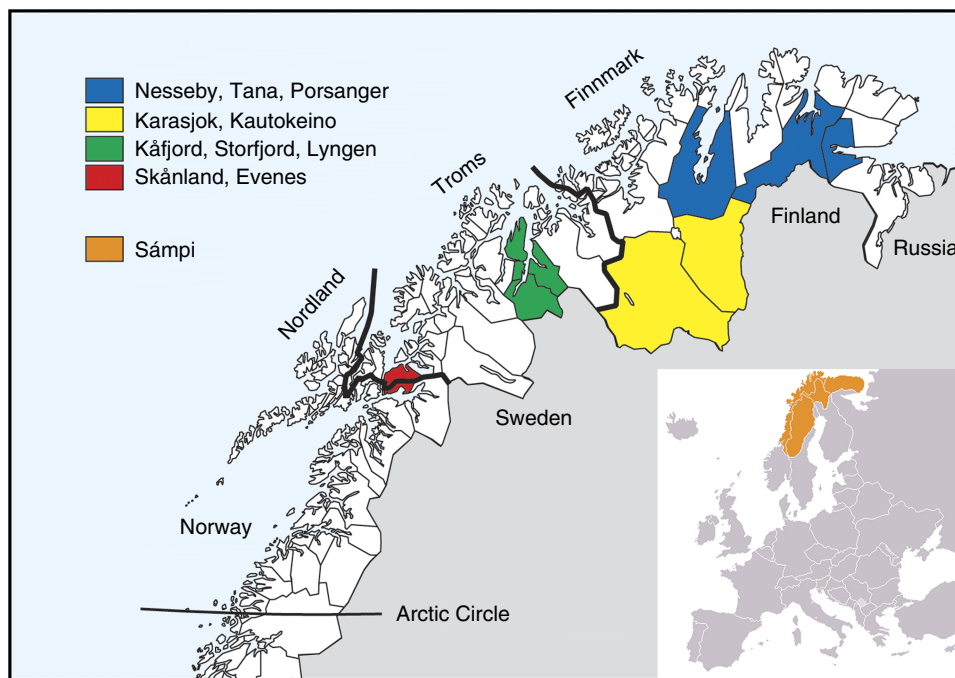 Nesseby, Tana, Porsanger
Karasjok, Kautokeino
Kåfjord, Storfjord, Lyngen
Skånland, Evenes
Sámpi
Finnmark
Troms
Nordland
Finland
Russia
Sweden
Norway
Arctic Circle